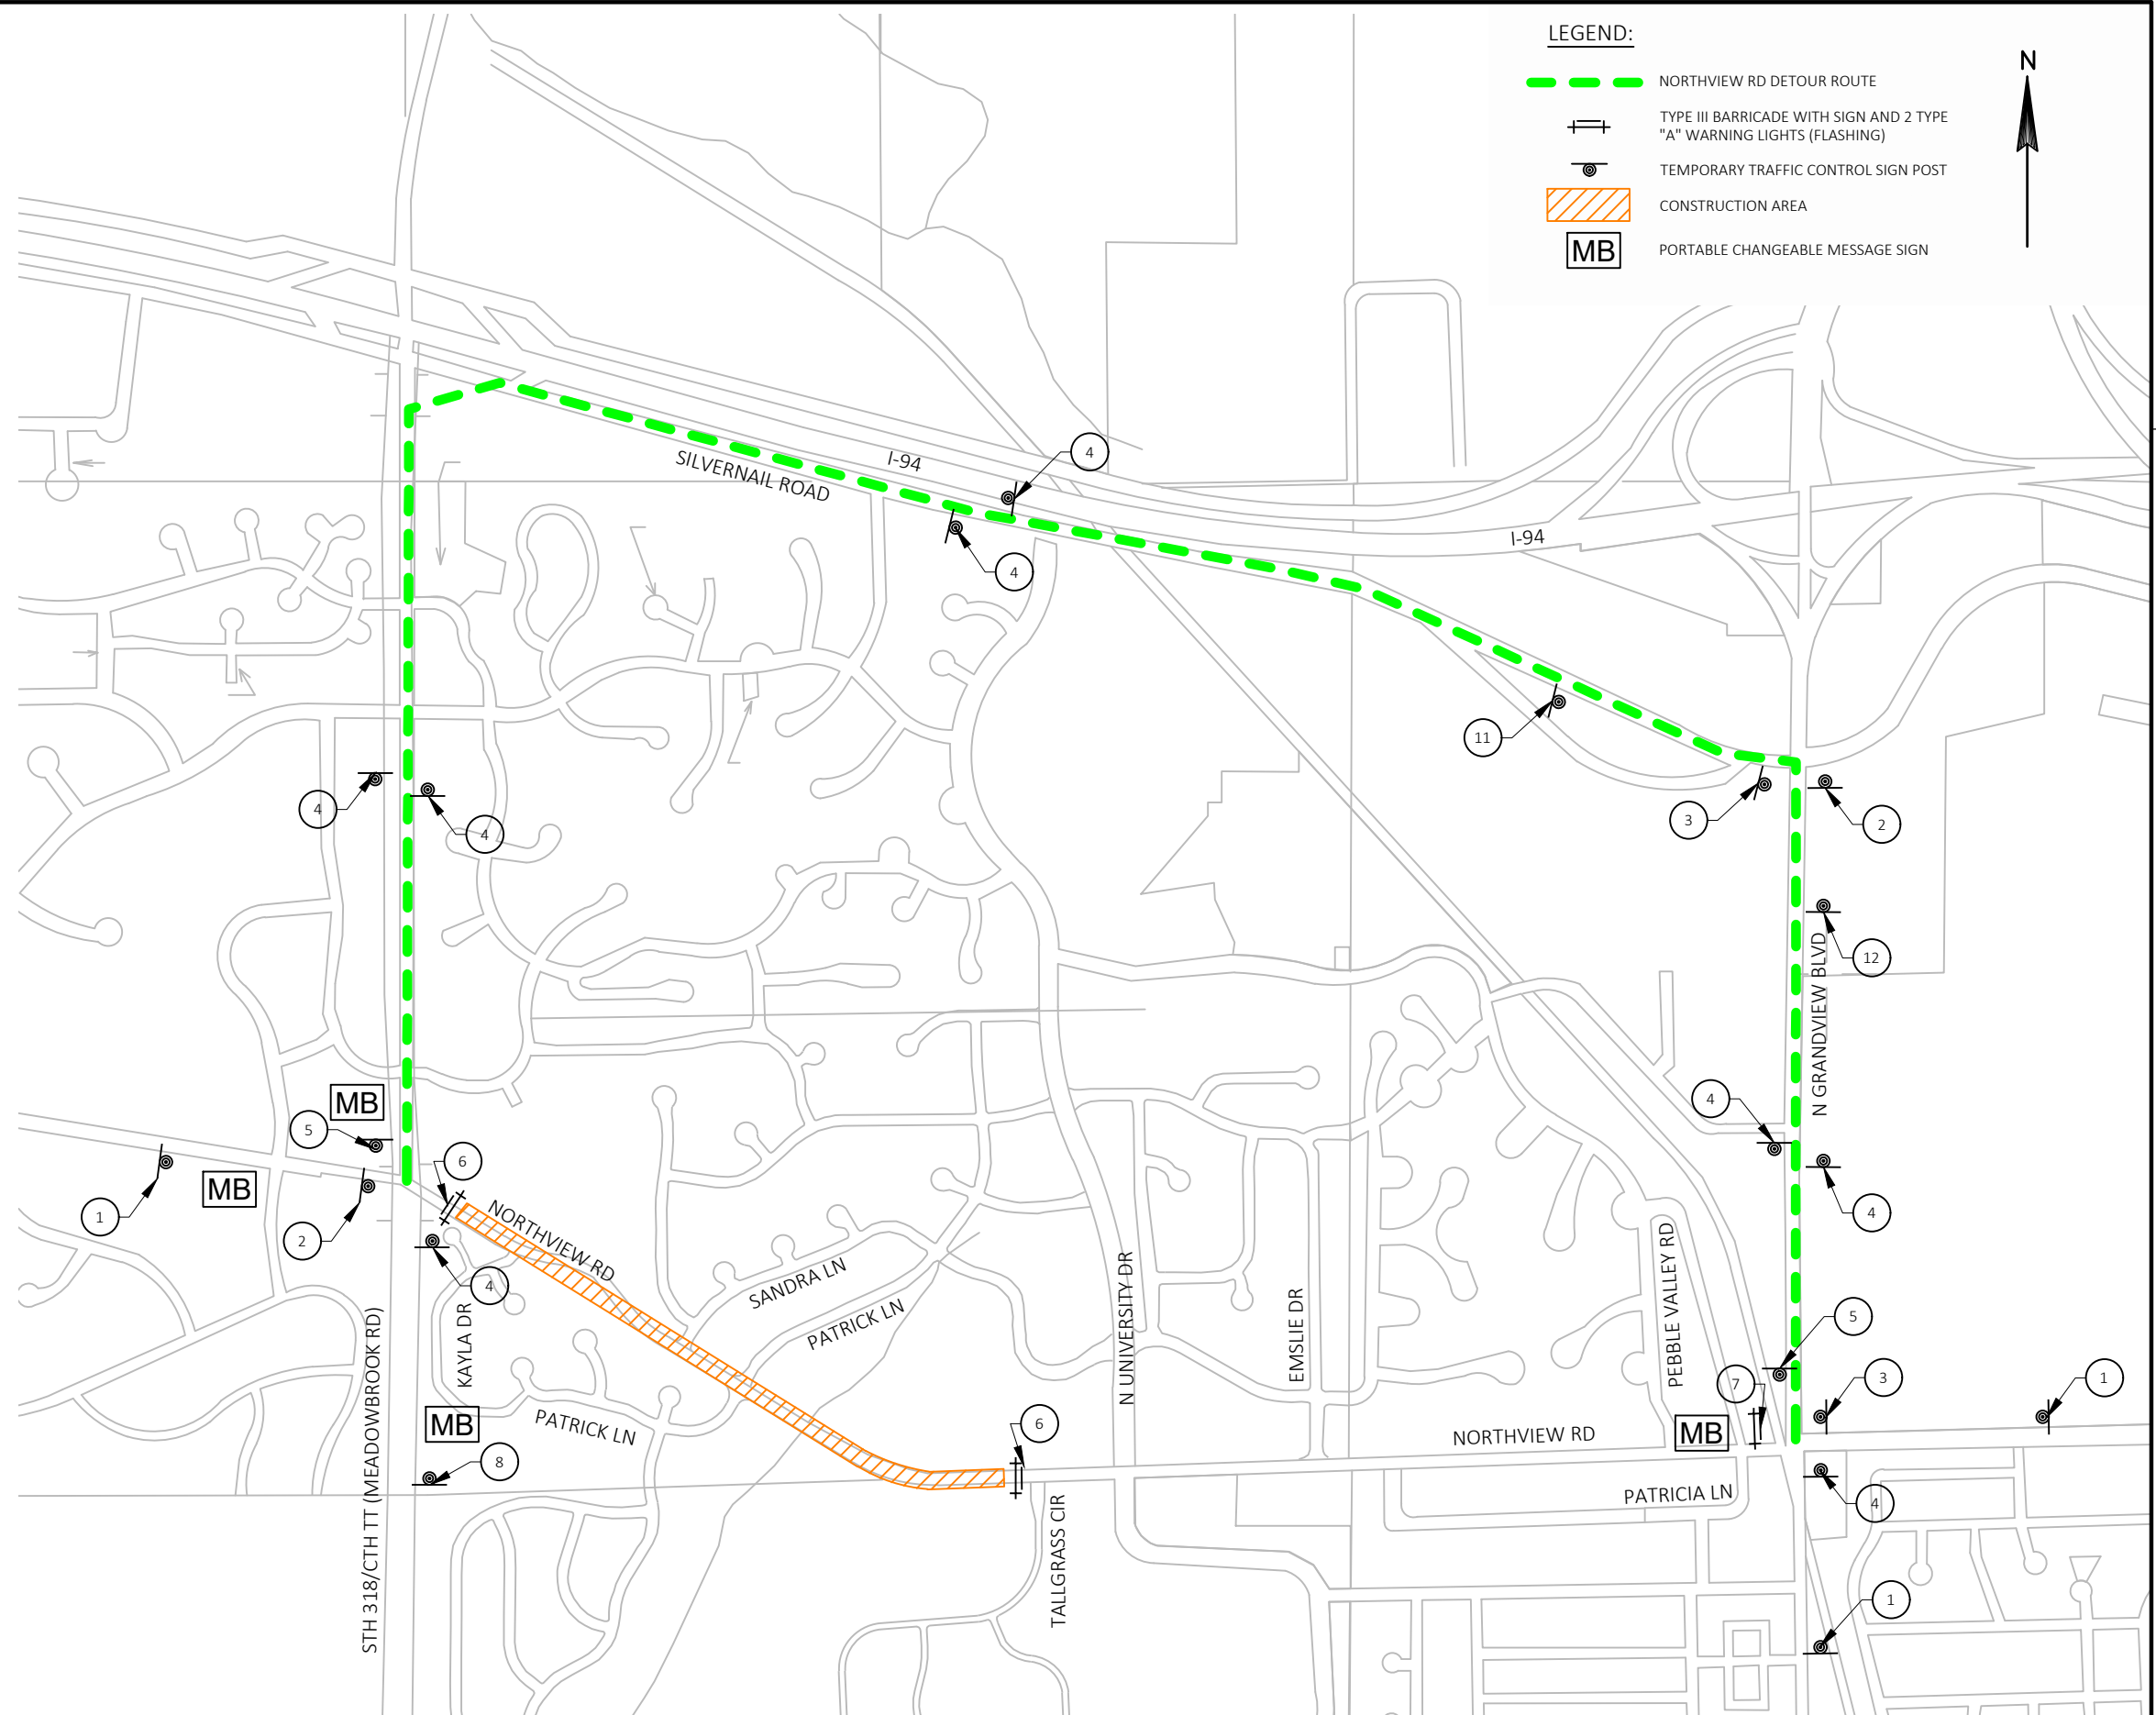 LEGEND:
N
NORTHVIEW RD DETOUR ROUTE
TYPE III BARRICADE WITH SIGN AND 2 TYPE
"A" WARNING LIGHTS (FLASHING)
TEMPORARY TRAFFIC CONTROL SIGN POST
CONSTRUCTION AREA
MB
PORTABLE CHANGEABLE MESSAGE SIGN
4
I-94
SILVERNAIL ROAD
I-94
4
11
4
4
3
2
12
N GRANDVIEW BLVD
MB
4
5
6
MB
1
2
4
NORTHVIEW RD
4
SANDRA LN
PATRICK LN
N UNIVERSITY DR
EMSLIE DR
PEBBLE VALLEY RD
5
KAYLA DR
STH 318/CTH TT (MEADOWBROOK RD)
7
3
1
MB
PATRICK LN
6
NORTHVIEW RD
MB
8
PATRICIA LN
4
TALLGRASS CIR
1